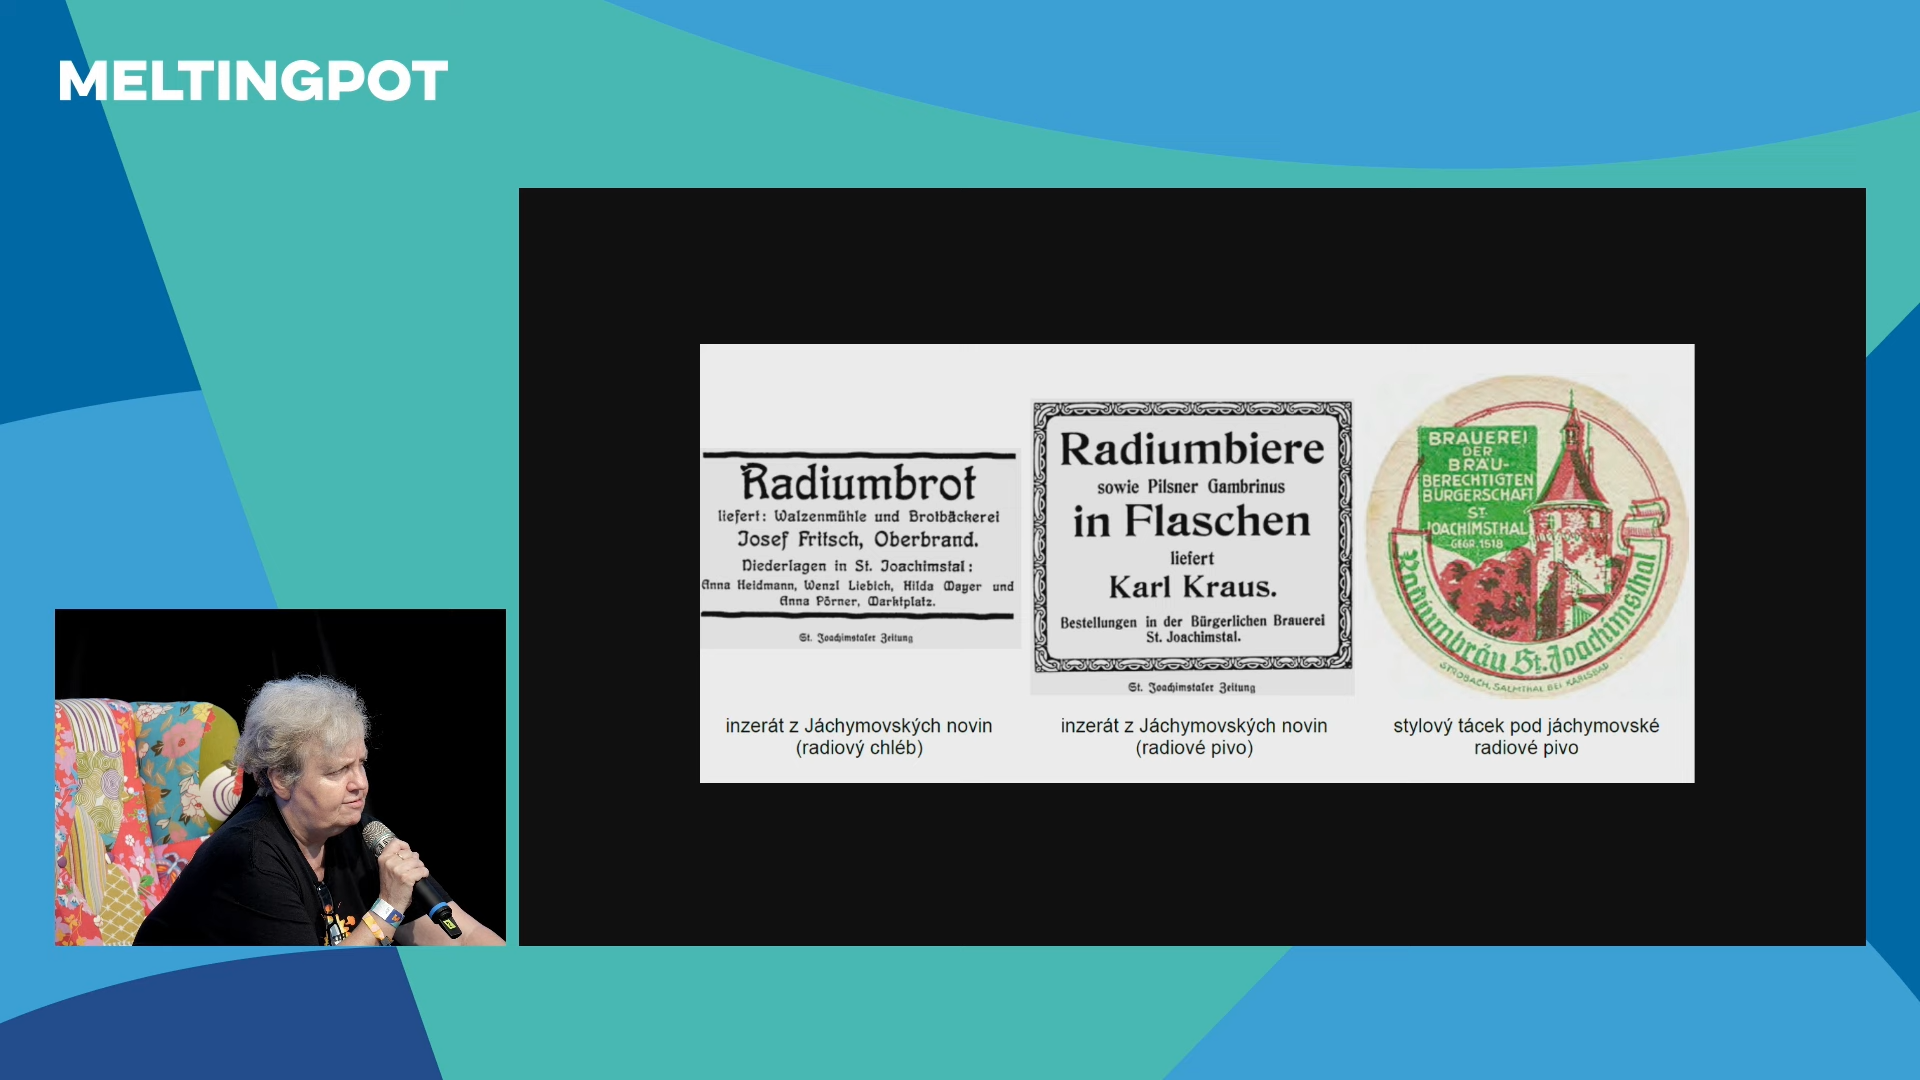 MELTINGPOT
Radiumbrot
liefert: Walzenmühle und Brotbäckerei
Josef Fritsch, Oberbrand.
Niederlagen in St. Joachimstal:
Anna Heidmann, Wenzl Liebich, Hilda Mayer und
Anna Pörner, Marktplatz.
St. Joachimstaler Zeitung
inzerát z Jáchymovských novin
(radiový chléb)
Radiumbiere
sowie Pilsner Gambrinus
in Flaschen
liefert
Karl Kraus.
Bestellungen in der Bürgerlichen Brauerei
St. Joachimstal.
St. Joachimstaler Zeitung
inzerát z Jáchymovských novin
(radiové pivo)
BRAUEREI
DER
BRÄU-
BERECHTIGTEN
BÜRGERSCHAFT
ST.
JOACHIMSTHAL
GEGR. 1518
Radiumbräu St. Joachimsthal
STROBACH, SALMTHAL BEI KARLSBAD
stylový tácek pod jáchymovské
radiové pivo